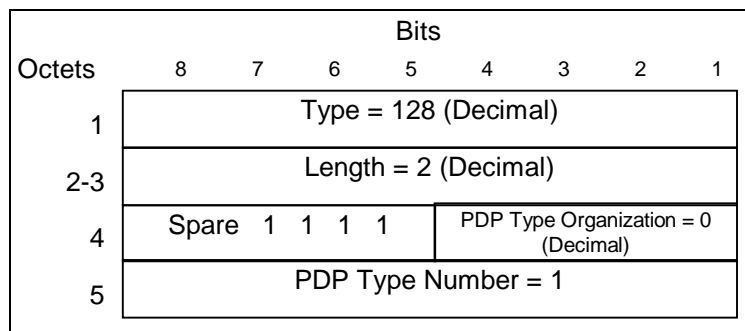 Bits
Octets 8 7 6 5 4 3 2 1
1 Type = 128 (Decimal)
2-3 Length = 2 (Decimal)
4 Spare 1 1 1 1 PDP Type Organization = 0
(Decimal)
5 PDP Type Number = 1